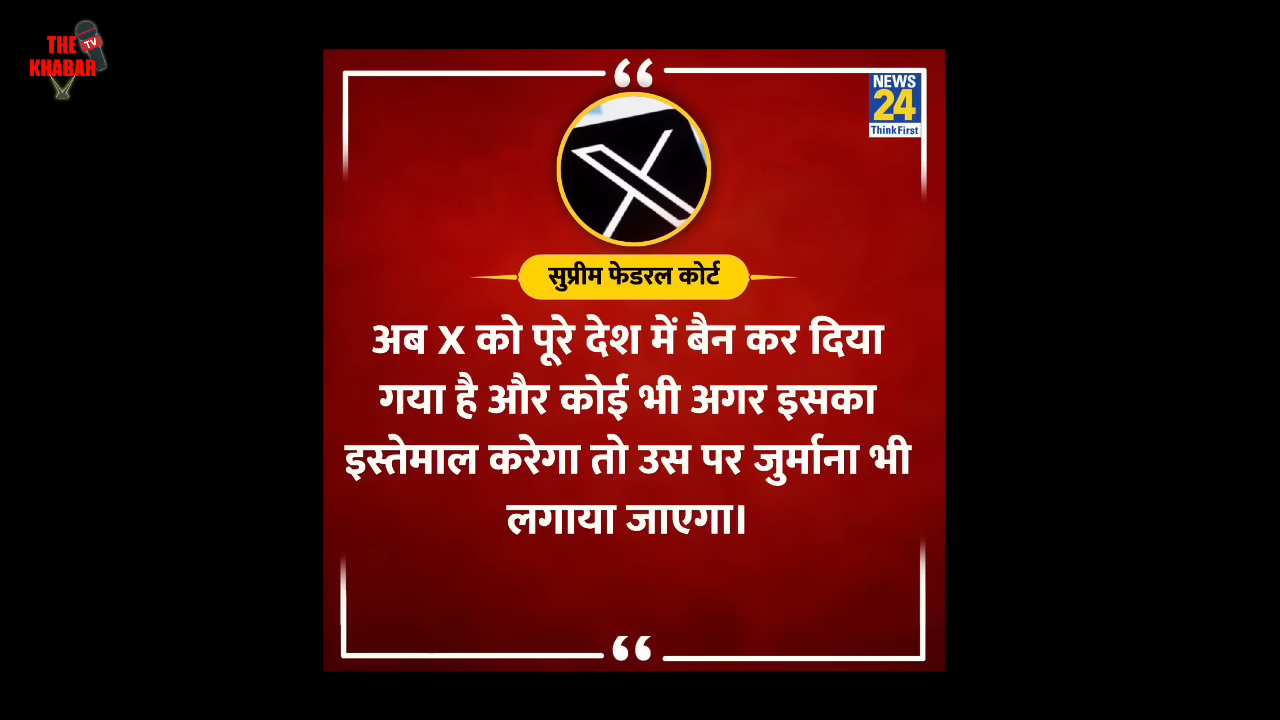 THE
TV
KHABAR
NEWS
24
Think First
सुप्रीम फेडरल कोर्ट
अब X को पूरे देश में बैन कर दिया
गया है और कोई भी अगर इसका
इस्तेमाल करेगा तो उस पर जुर्माना भी
लगाया जाएगा।